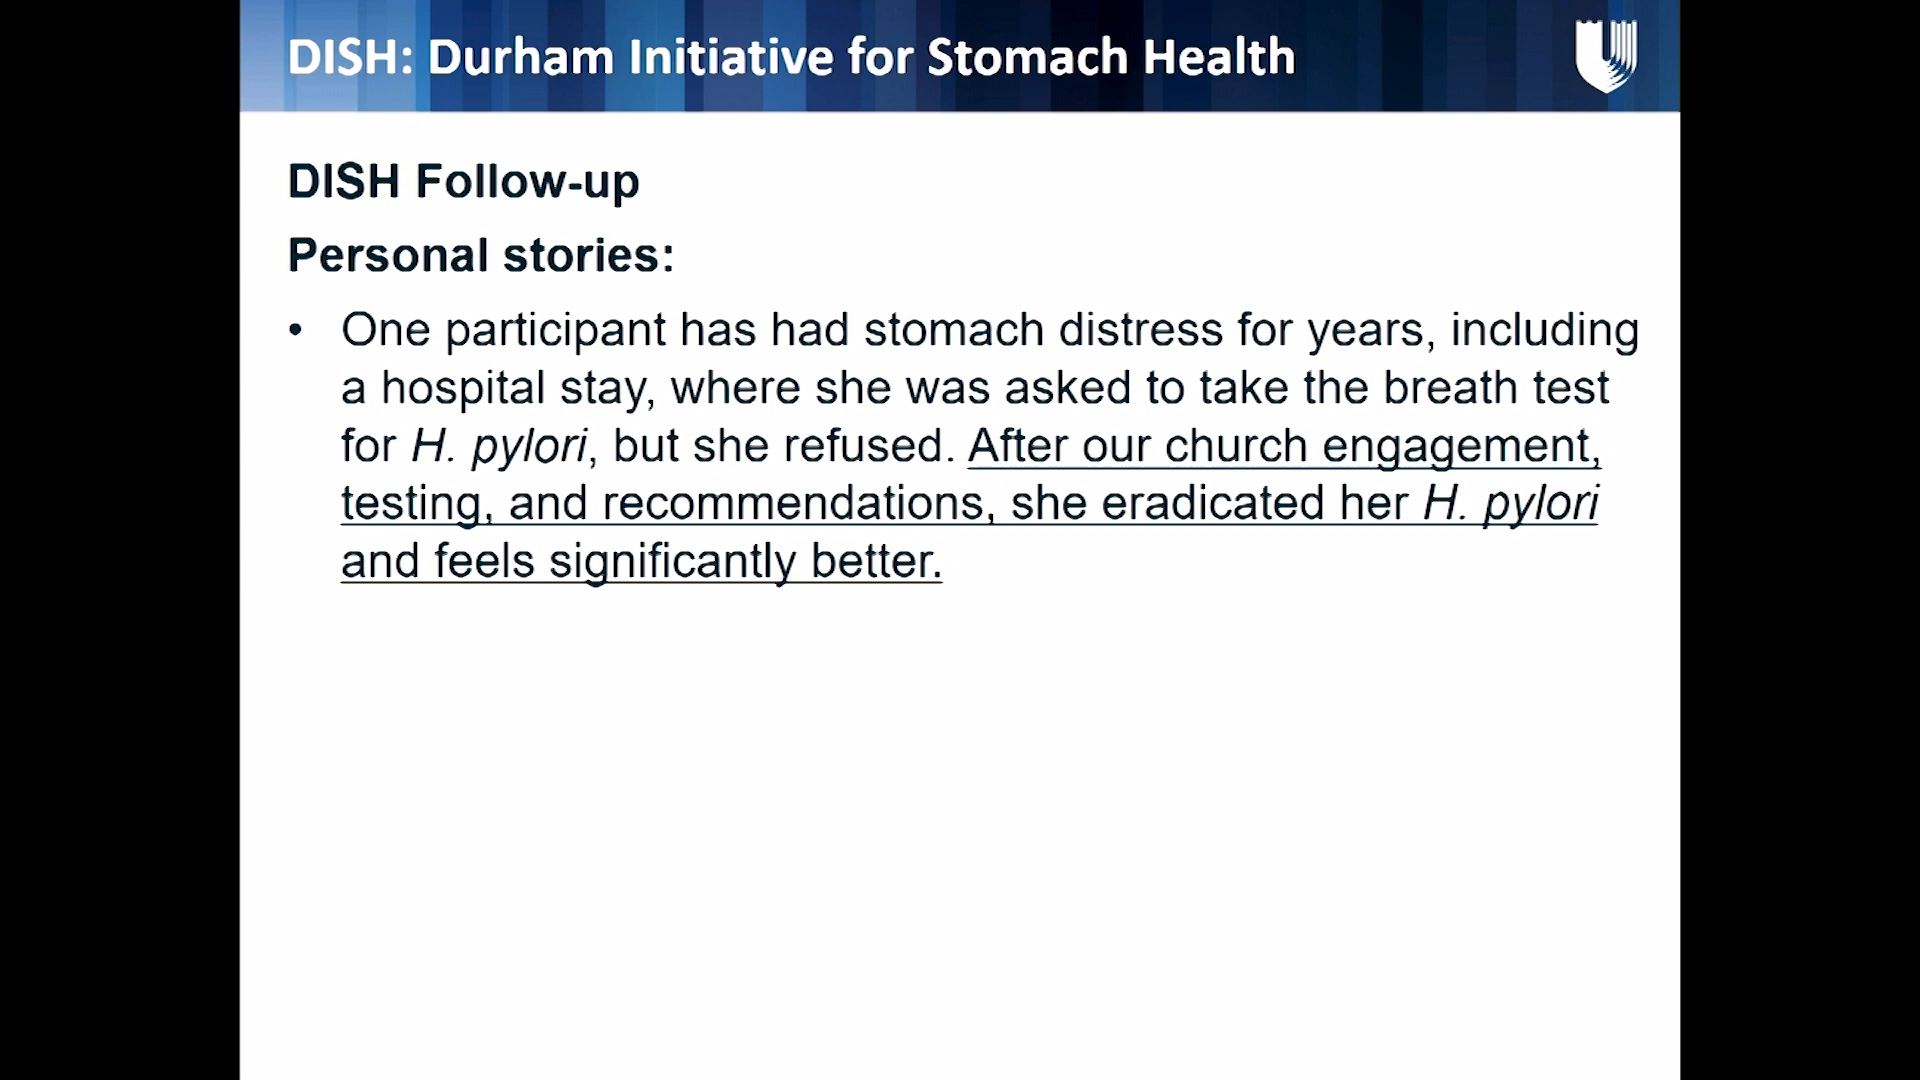 DISH: Durham Initiative for Stomach Health
DISH Follow-up
Personal stories:
• One participant has had stomach distress for years, including
a hospital stay, where she was asked to take the breath test
for H. pylori, but she refused. After our church engagement,
testing, and recommendations, she eradicated her H. pylori
and feels significantly better.